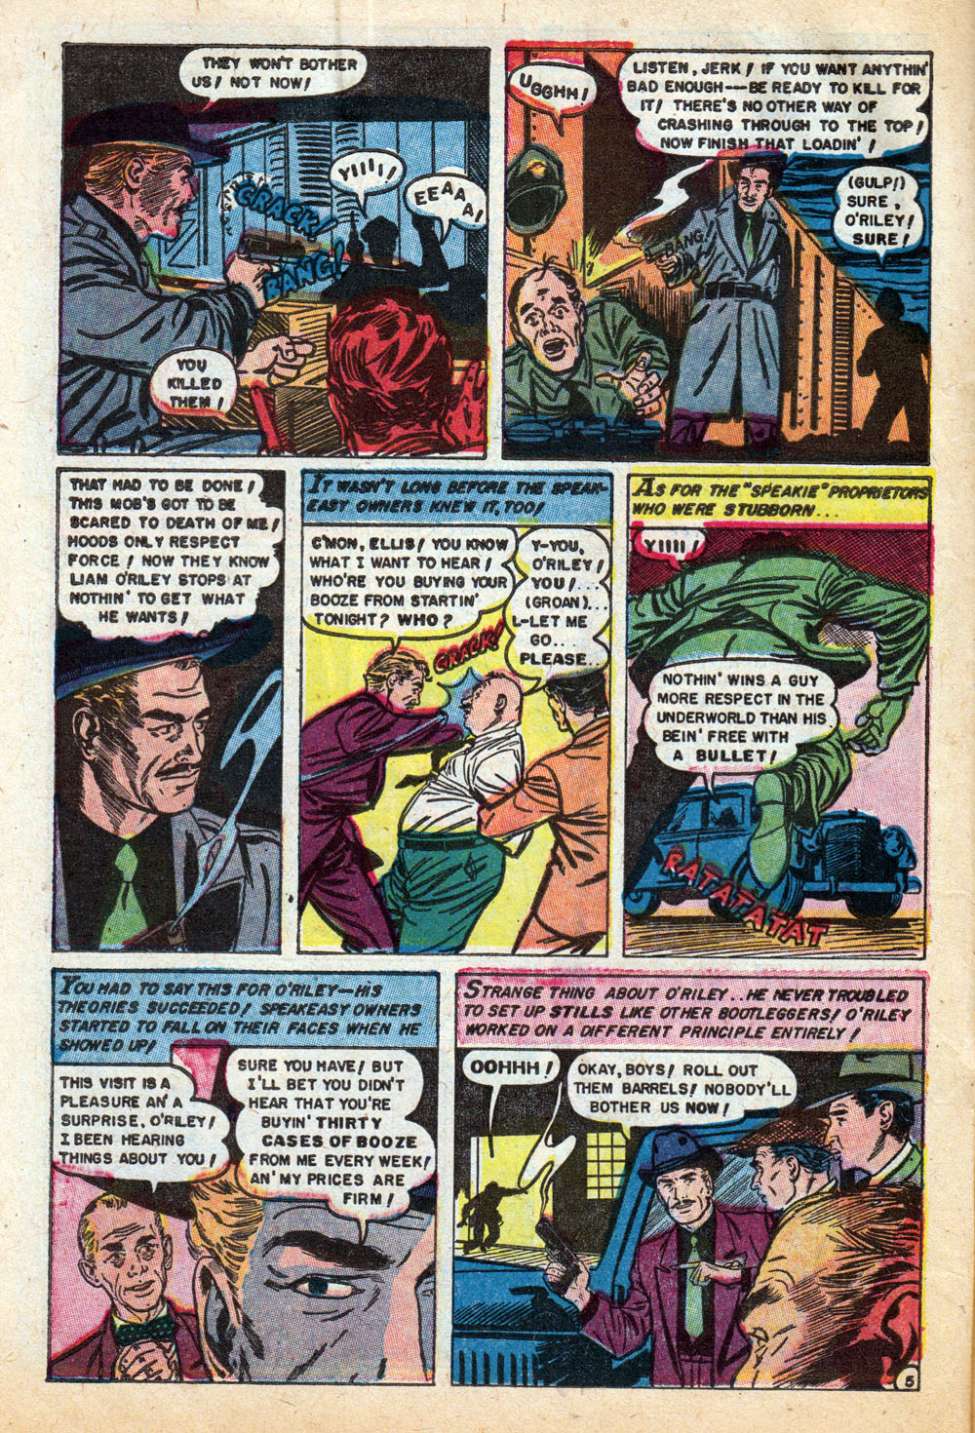 THEY WON'T BOTHER
US! NOT NOW!
CRACK!
BANG!
YIIII!
EEAA
A!
YOU
KILLED
THEM!
UGGHH!
LISTEN, JERK! IF YOU WANT ANYTHIN'
BAD ENOUGH---BE READY TO KILL FOR
IT! THERE'S NO OTHER WAY OF
CRASHING THROUGH TO THE TOP!
NOW FINISH THAT LOADIN'!
BANG!
(GULP!)
SURE,
O'RILEY!
SURE!
THAT HAD TO BE DONE!
THIS MOB'S GOT TO BE
SCARED TO DEATH OF ME!
HOODS ONLY RESPECT
FORCE! NOW THEY KNOW
LIAM O'RILEY STOPS AT
NOTHIN' TO GET WHAT
HE WANTS!
IT WASN'T LONG BEFORE THE SPEAK-
EASY OWNERS KNEW IT, TOO!
C'MON, ELLIS! YOU KNOW
WHAT I WANT TO HEAR!
WHO'RE YOU BUYING YOUR
BOOZE FROM STARTIN'
TONIGHT? WHO?
CRACK!
Y-YOU,
O'RILEY!
YOU!...
(GROAN)...
L-LET ME
GO...
PLEASE..
AS FOR THE "SPEAKIE" PROPRIETORS
WHO WERE STUBBORN...
YIIII!
NOTHIN' WINS A GUY
MORE RESPECT IN THE
UNDERWORLD THAN HIS
BEIN' FREE WITH
A BULLET!
RATATATAT
YOU HAD TO SAY THIS FOR O'RILEY--HIS
THEORIES SUCCEEDED! SPEAKEASY OWNERS
STARTED TO FALL ON THEIR FACES WHEN HE
SHOWED UP!
THIS VISIT IS A
PLEASURE AN' A
SURPRISE, O'RILEY!
I BEEN HEARING
THINGS ABOUT YOU!
SURE YOU HAVE! BUT
I'LL BET YOU DIDN'T
HEAR THAT YOU'RE
BUYIN' THIRTY
CASES OF BOOZE
FROM ME EVERY WEEK!
AN' MY PRICES ARE
FIRM!
STRANGE THING ABOUT O'RILEY..HE NEVER TROUBLED
TO SET UP STILLS LIKE OTHER BOOTLEGGERS! O'RILEY
WORKED ON A DIFFERENT PRINCIPLE ENTIRELY!
OOHHH!
OKAY, BOYS! ROLL OUT
THEM BARRELS! NOBODY'LL
BOTHER US NOW!
5